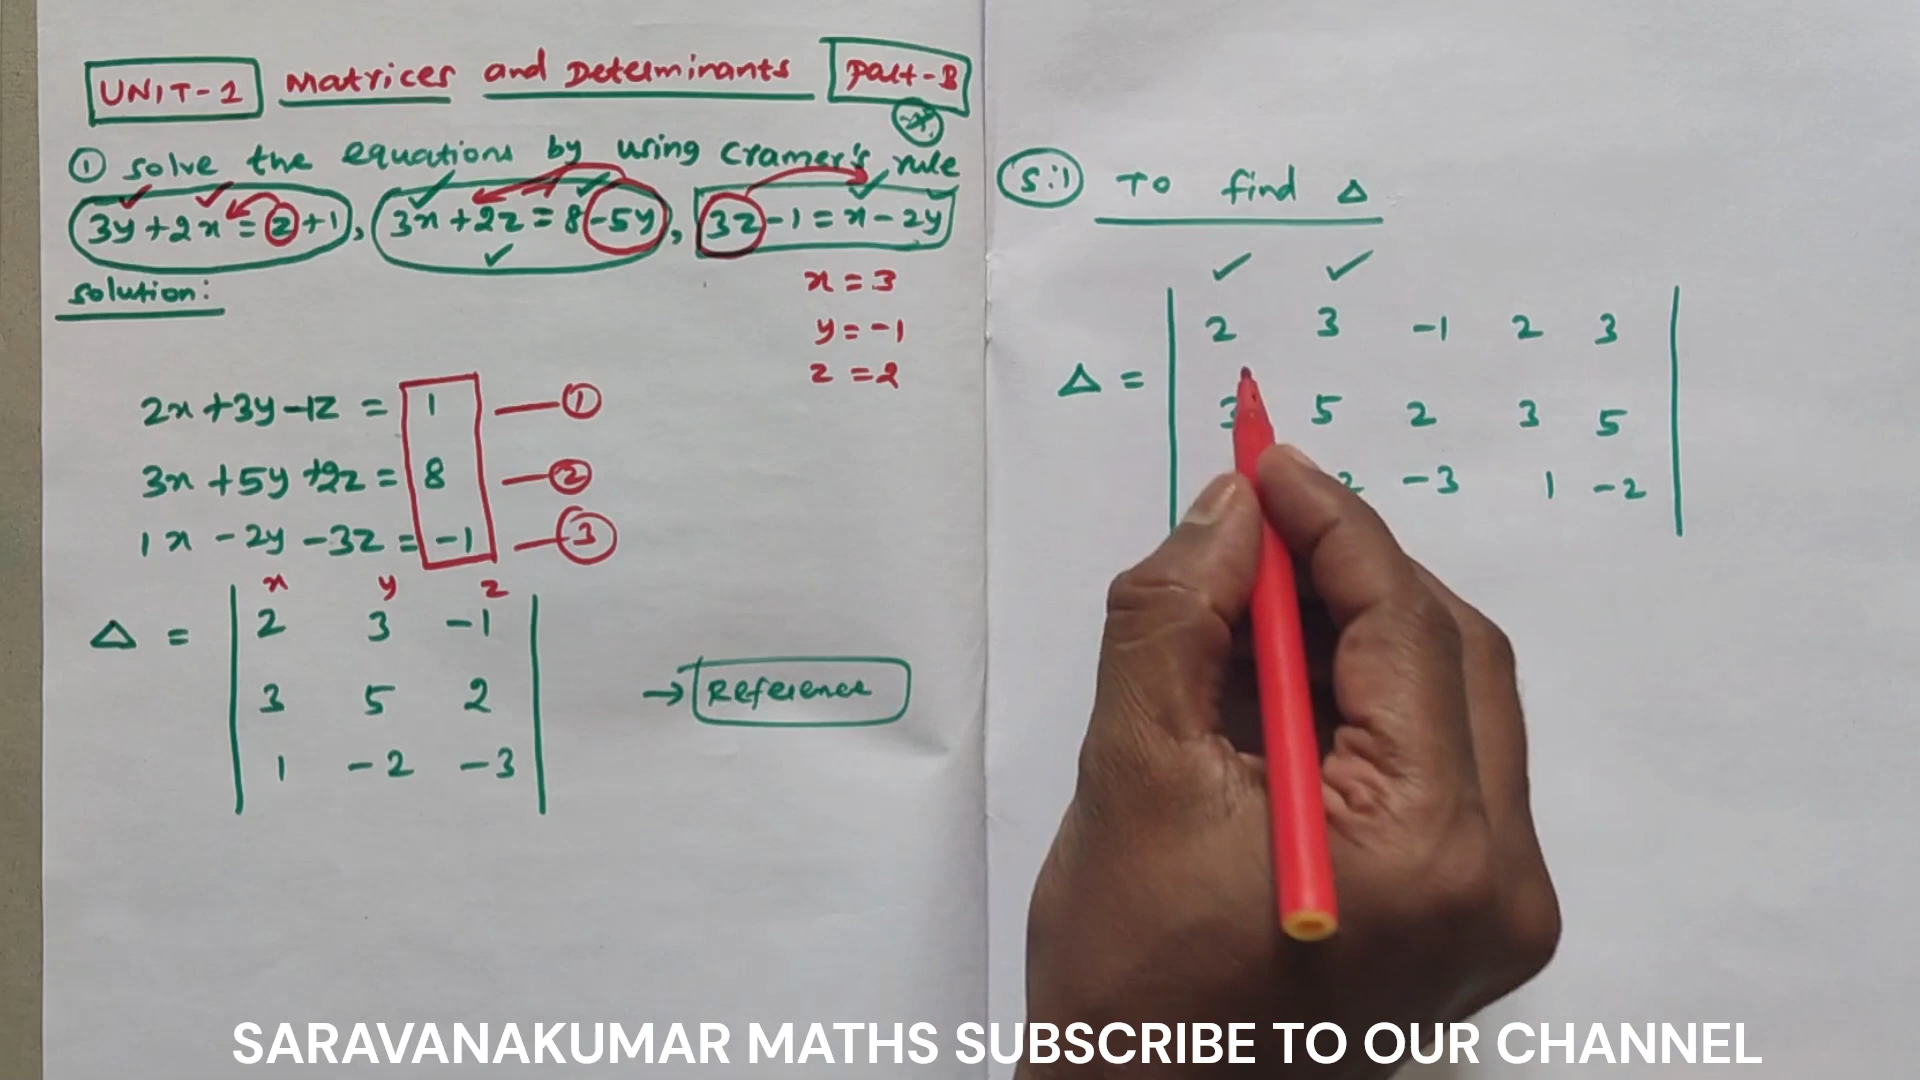 UNIT-1 Matrices and Determinants Part-B
① solve the equations by using cramer's rule
3y+2x=z+1, 3x+2z=8-5y, 3z-1=x-2y
solution:
x=3
y=-1
z=2
2x+3y-1z = 1 — ①
3x+5y+2z = 8 — ②
1x-2y-3z = -1 — ③
x y z
2 3 -1
Δ =
3 5 2
1 -2 -3
→ Reference
S:1 To find Δ
2 3 -1 2 3
Δ =
3 5 2 3 5
2 -3 1 -2
SARAVANAKUMAR MATHS SUBSCRIBE TO OUR CHANNEL